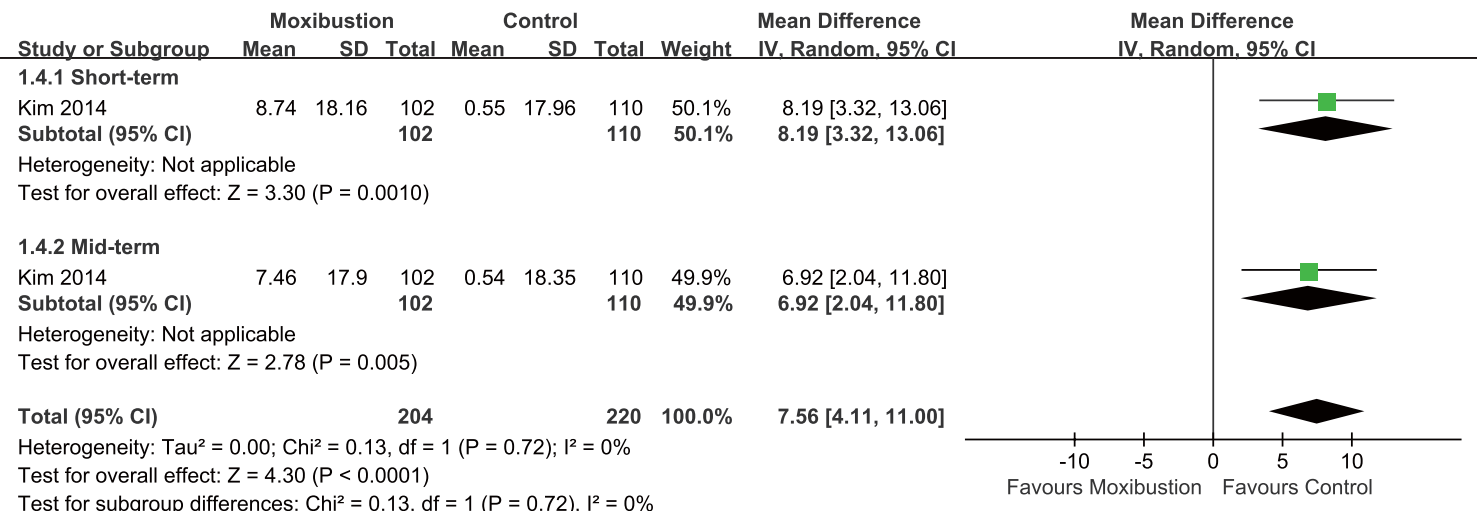 Moxibustion Control Mean Difference Mean Difference
Study or Subgroup Mean SD Total Mean SD Total Weight IV, Random, 95% CI IV, Random, 95% CI
1.4.1 Short-term
Kim 2014 8.74 18.16 102 0.55 17.96 110 50.1% 8.19 [3.32, 13.06]
Subtotal (95% CI) 102 110 50.1% 8.19 [3.32, 13.06]
Heterogeneity: Not applicable
Test for overall effect: Z = 3.30 (P = 0.0010)
1.4.2 Mid-term
Kim 2014 7.46 17.9 102 0.54 18.35 110 49.9% 6.92 [2.04, 11.80]
Subtotal (95% CI) 102 110 49.9% 6.92 [2.04, 11.80]
Heterogeneity: Not applicable
Test for overall effect: Z = 2.78 (P = 0.005)
Total (95% CI) 204 220 100.0% 7.56 [4.11, 11.00]
Heterogeneity: Tau² = 0.00; Chi² = 0.13, df = 1 (P = 0.72); I² = 0%
Test for overall effect: Z = 4.30 (P < 0.0001)
Test for subgroup differences: Chi² = 0.13, df = 1 (P = 0.72), I² = 0%
-10 -5 0 5 10
Favours Moxibustion Favours Control